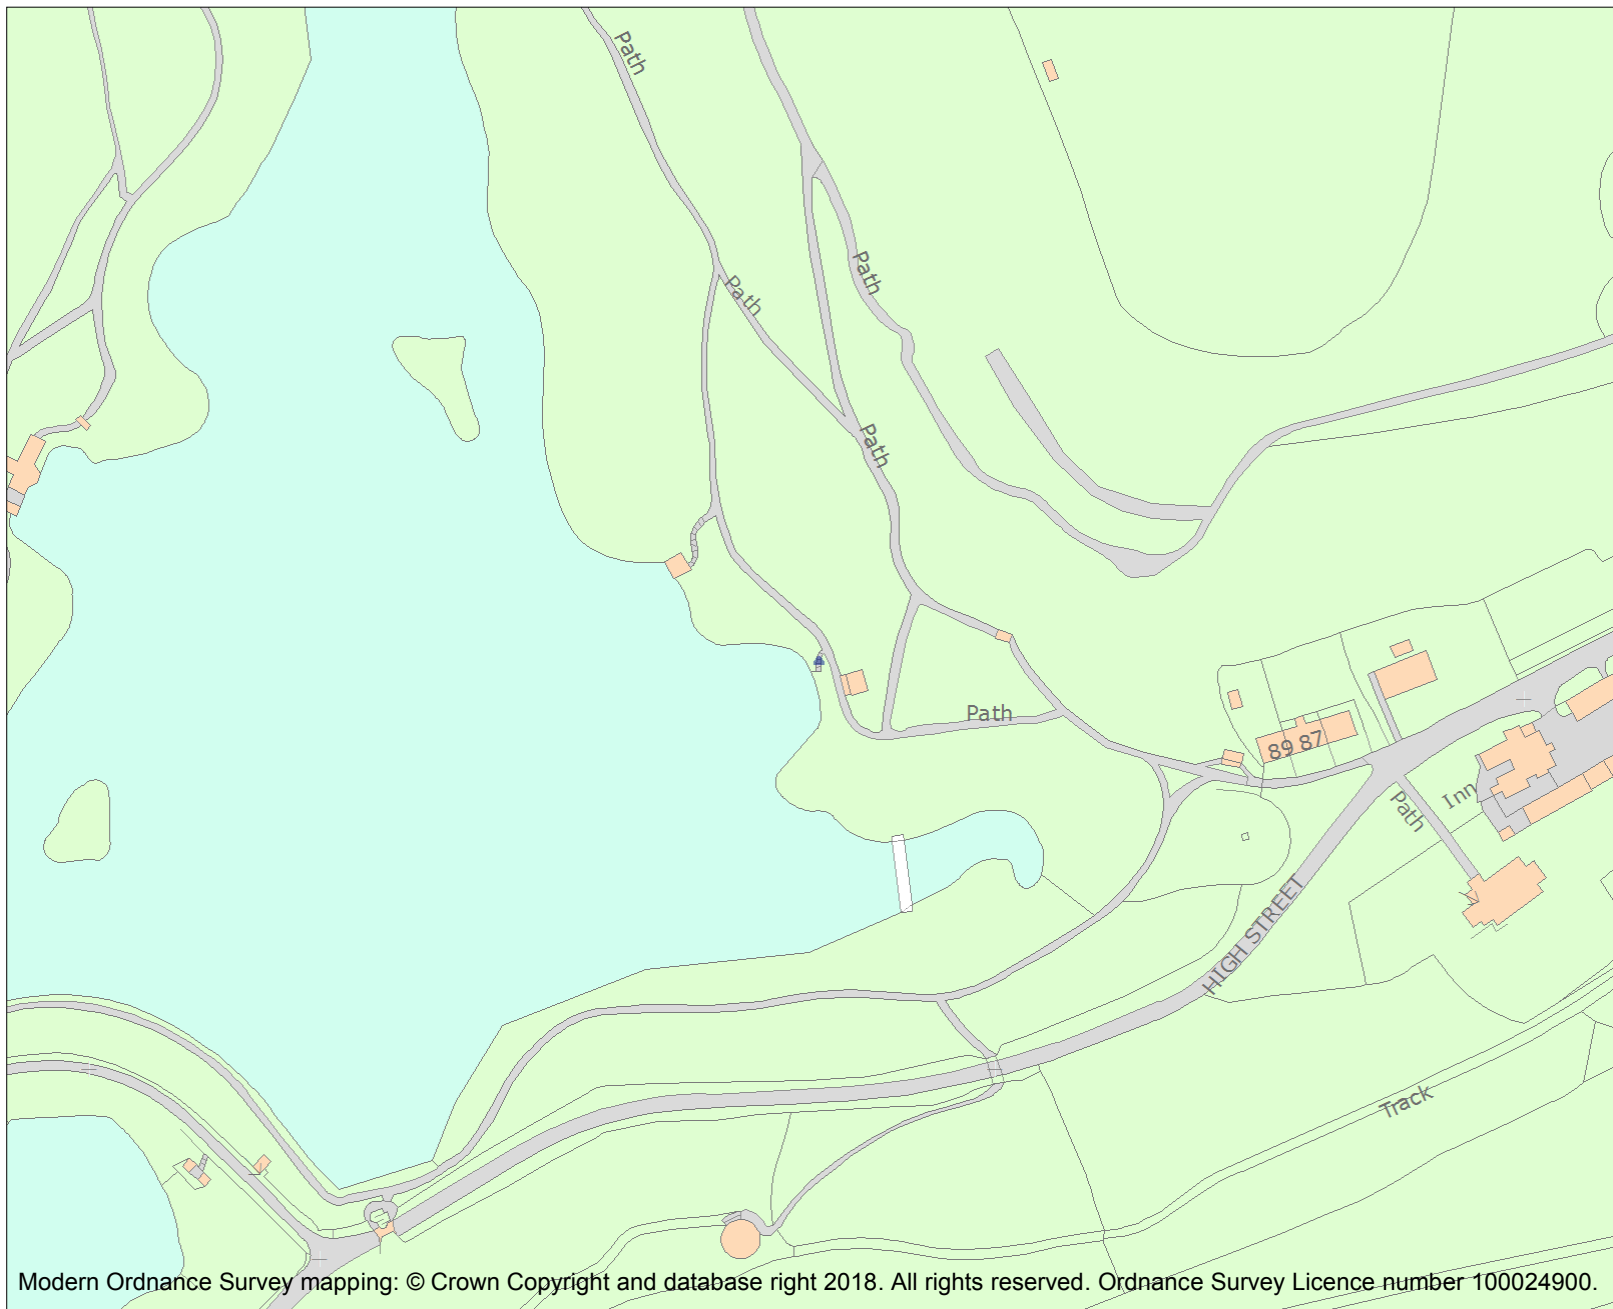 Path
Path
Path
Path
Path
89 87
Inn
Path
HIGH STREET
Track
Modern Ordnance Survey mapping: © Crown Copyright and database right 2018. All rights reserved. Ordnance Survey Licence number 100024900.